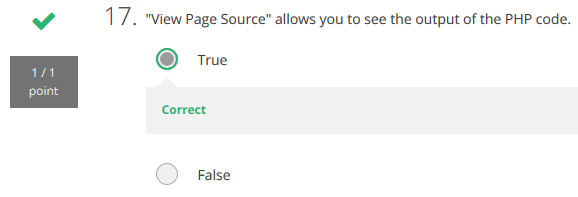 17. "View Page Source" allows you to see the output of the PHP code.
True
1 / 1
point
Correct
False